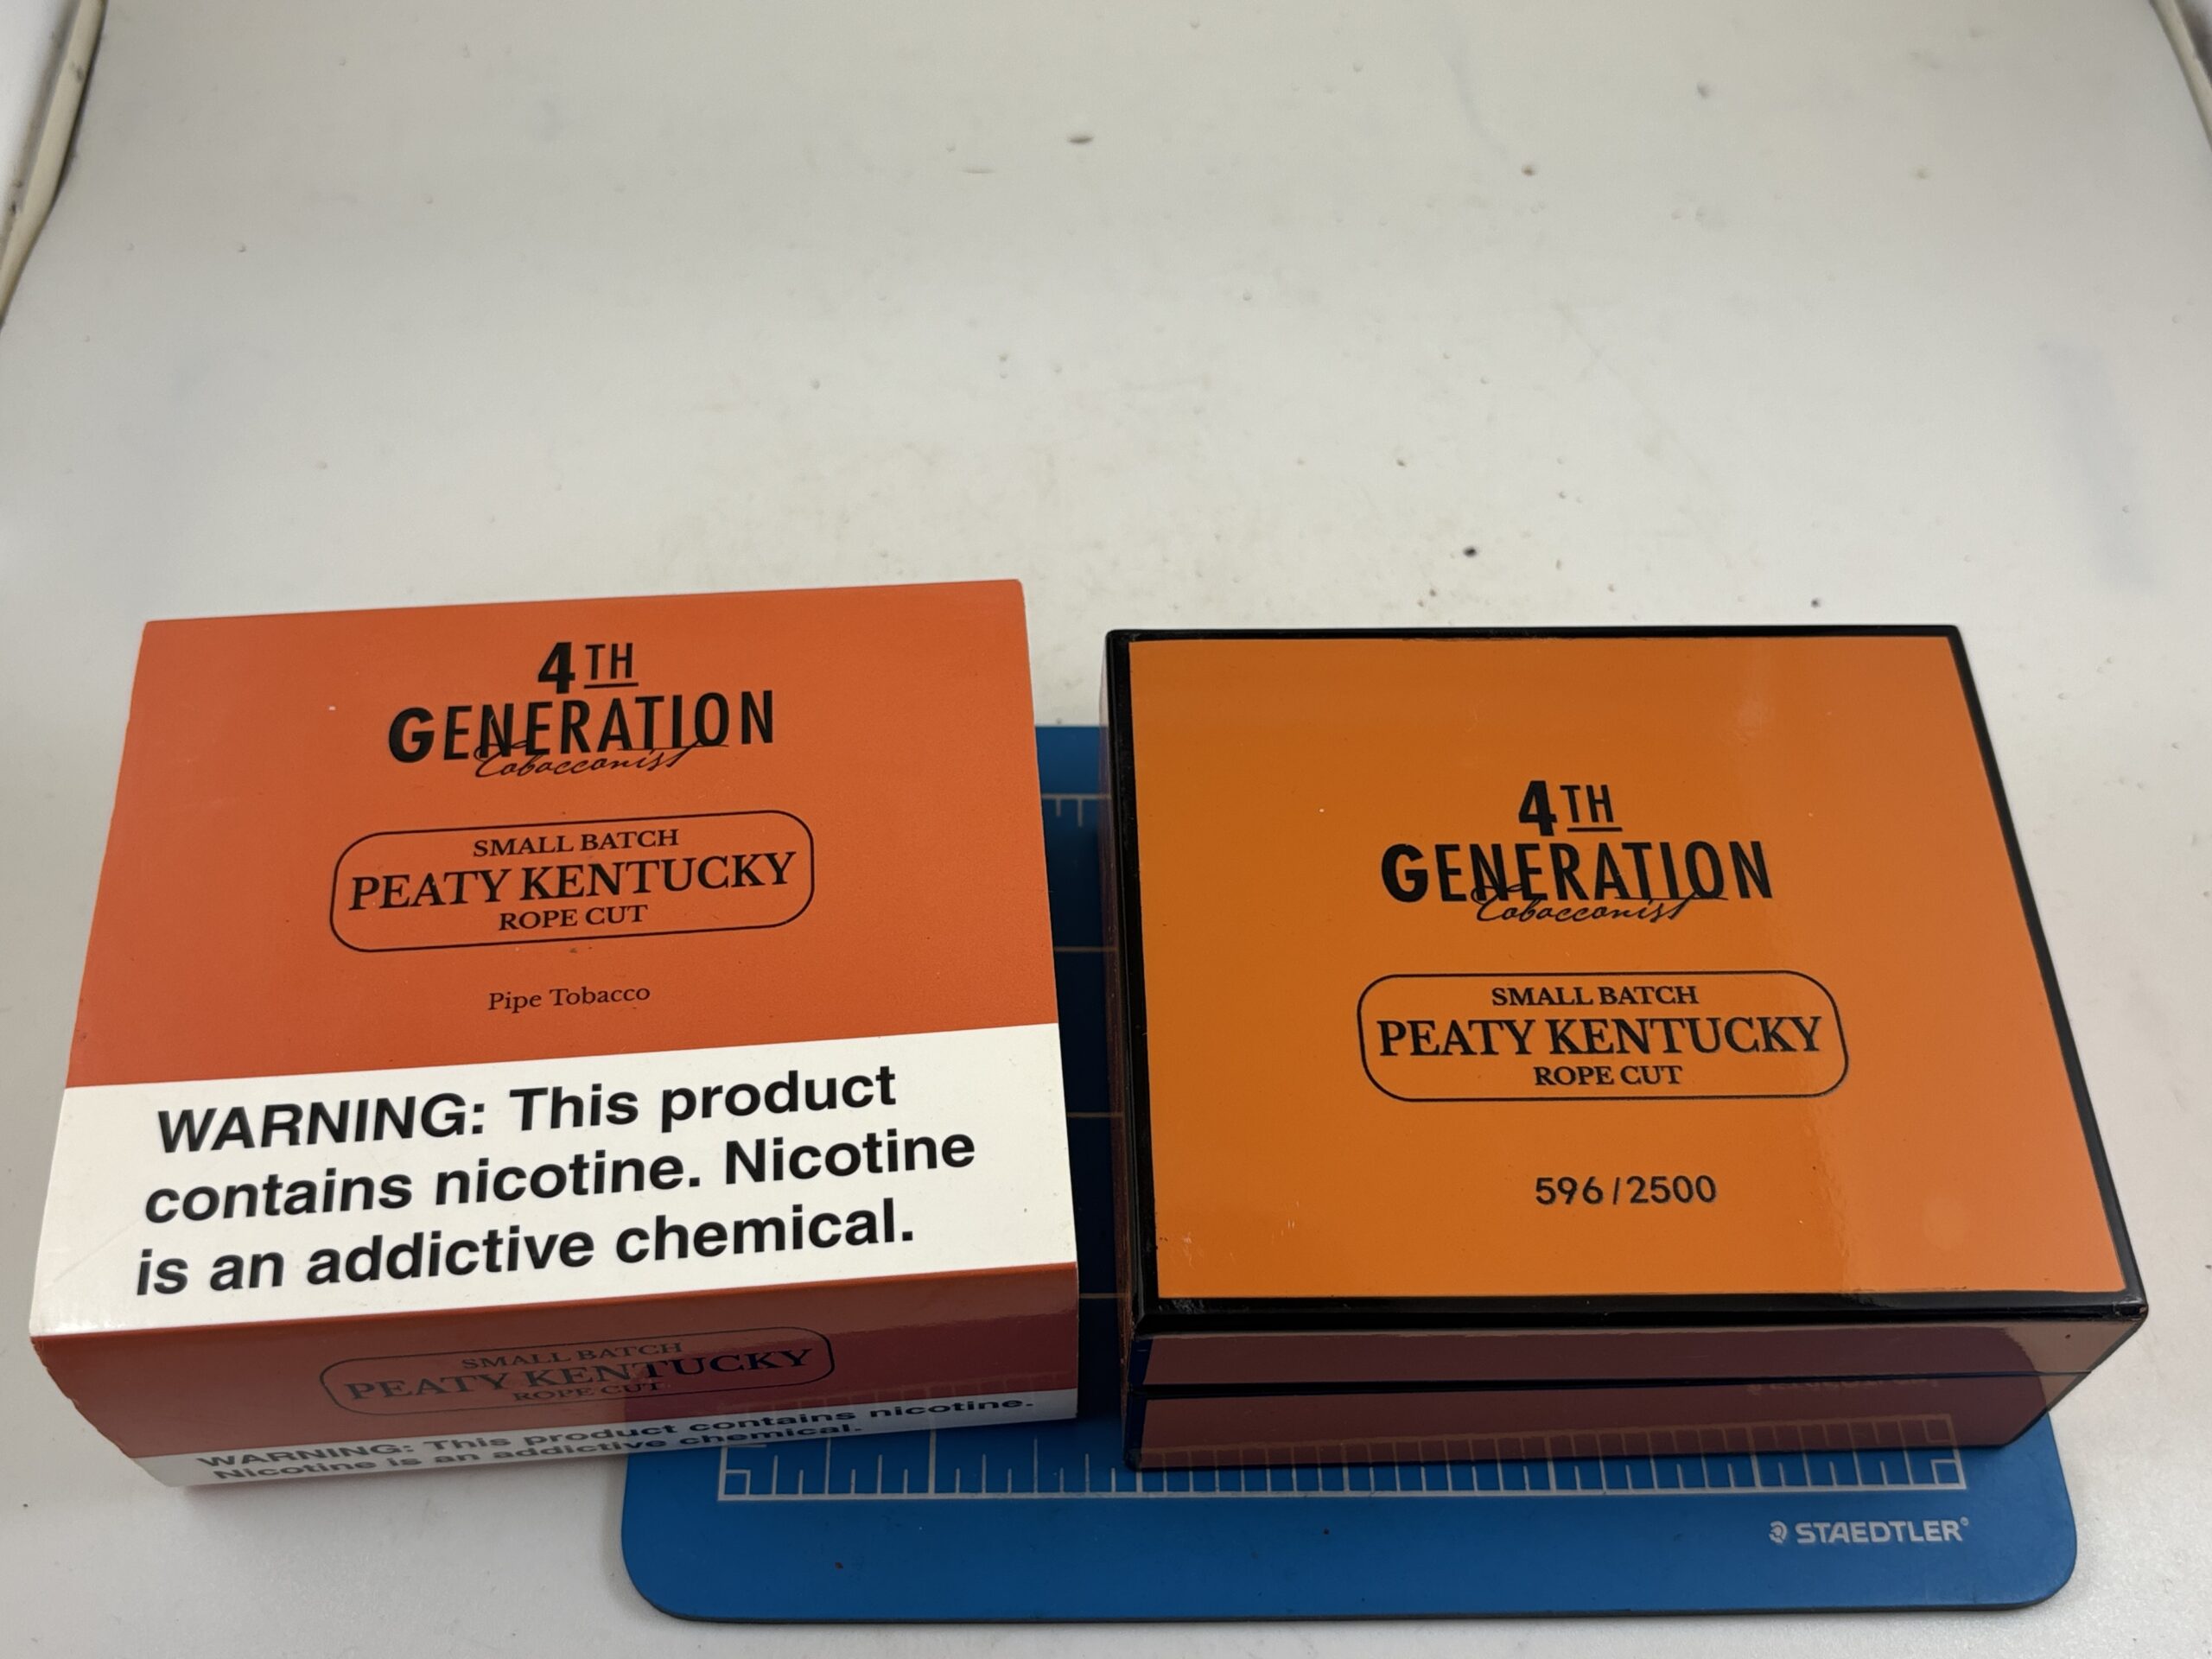 4TH
GENERATION
Tobacconist
SMALL BATCH
PEATY KENTUCKY
ROPE CUT
Pipe Tobacco
WARNING: This product
contains nicotine. Nicotine
is an addictive chemical.
SMALL BATCH
PEATY KENTUCKY
ROPE CUT
WARNING: This product contains nicotine.
Nicotine is an addictive chemical.
4TH
GENERATION
Tobacconist
SMALL BATCH
PEATY KENTUCKY
ROPE CUT
596/2500
STAEDTLER®